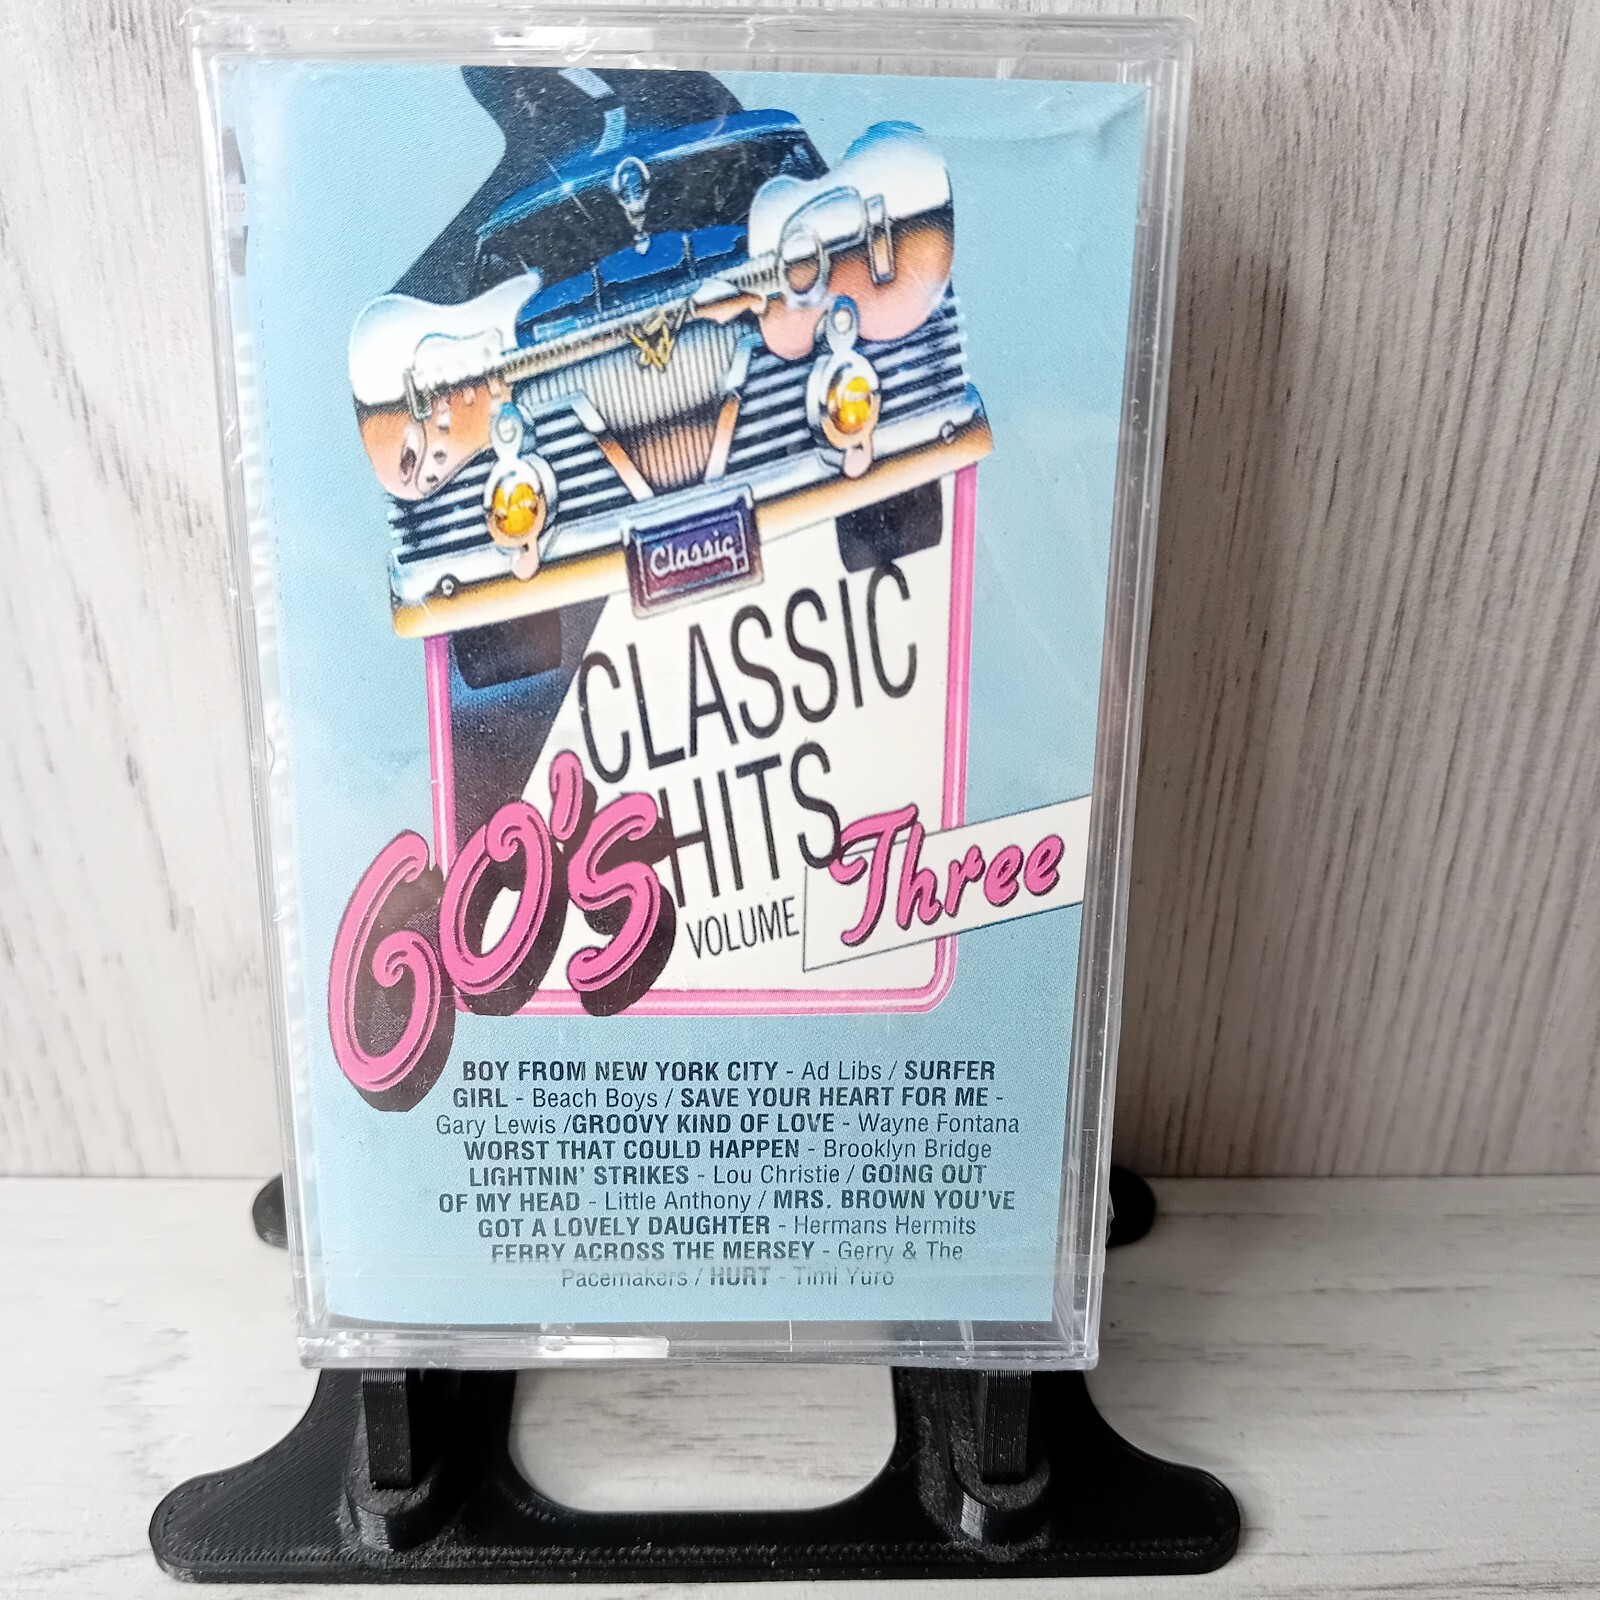 Classic
CLASSIC
60's HITS
VOLUME Three
BOY FROM NEW YORK CITY - Ad Libs / SURFER
GIRL - Beach Boys / SAVE YOUR HEART FOR ME -
Gary Lewis /GROOVY KIND OF LOVE - Wayne Fontana
WORST THAT COULD HAPPEN - Brooklyn Bridge
LIGHTNIN' STRIKES - Lou Christie / GOING OUT
OF MY HEAD - Little Anthony / MRS. BROWN YOU'VE
GOT A LOVELY DAUGHTER - Hermans Hermits
FERRY ACROSS THE MERSEY - Gerry & The
Pacemakers / HURT - Timi Yuro